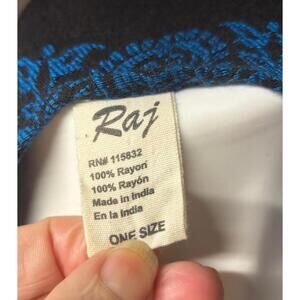 Raj
RN# 115832
100% Rayon
100% Rayón
Made in India
En la India
ONE SIZE